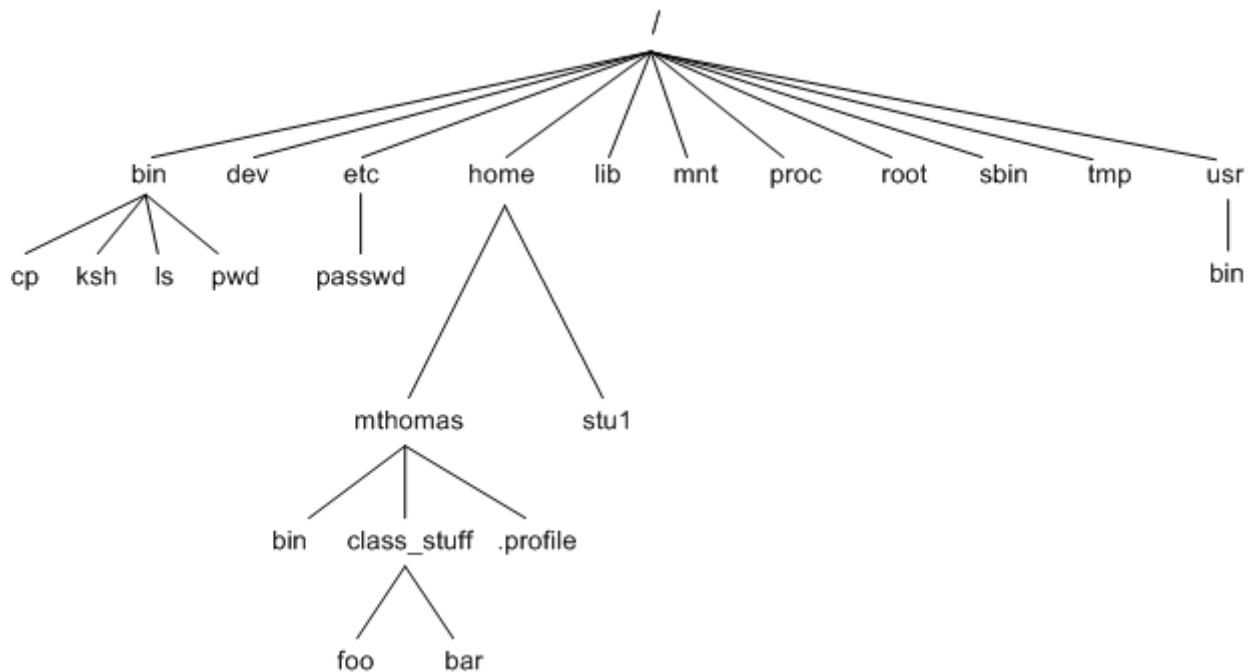 /
bin dev etc home lib mnt proc root sbin tmp usr
cp ksh ls pwd passwd bin
mthomas stu1
bin class_stuff .profile
foo bar